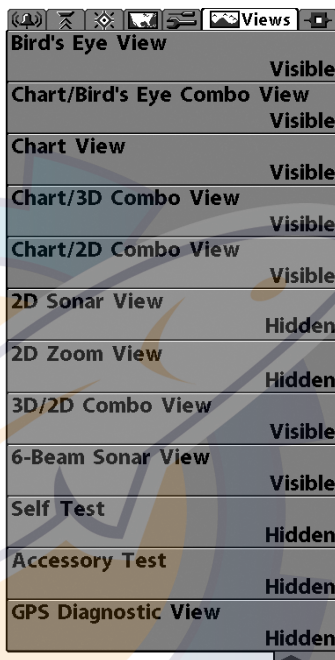 Views
Bird's Eye View
Visible
Chart/Bird's Eye Combo View
Visible
Chart View
Visible
Chart/3D Combo View
Visible
Chart/2D Combo View
Visible
2D Sonar View
Hidden
2D Zoom View
Hidden
3D/2D Combo View
Visible
6-Beam Sonar View
Visible
Self Test
Hidden
Accessory Test
Hidden
GPS Diagnostic View
Hidden